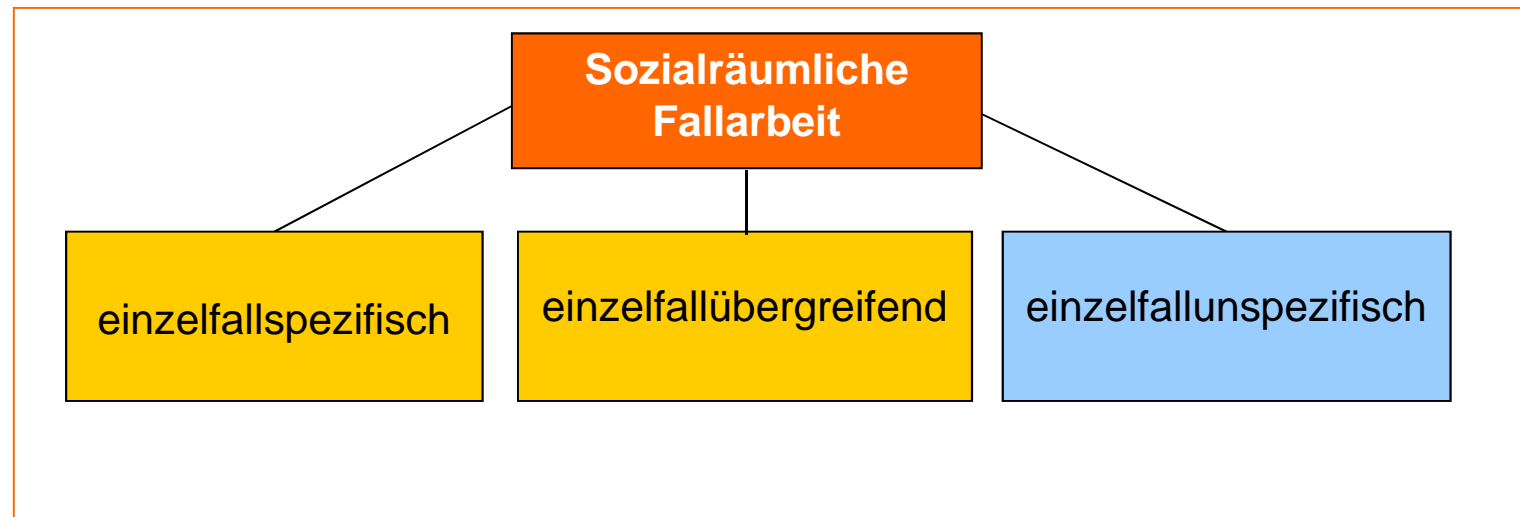 Sozialräumliche
Fallarbeit
einzelfallspezifisch
einzelfallübergreifend
einzelfallunspezifisch